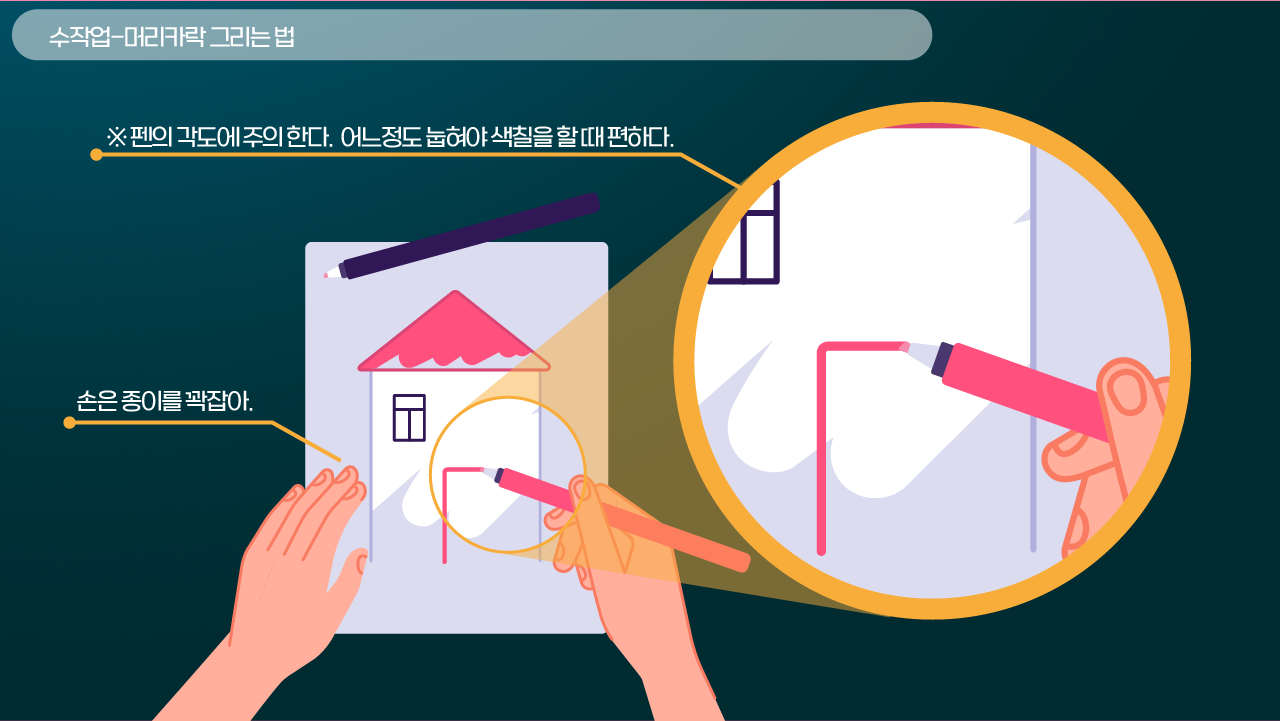 수작업-머리카락 그리는 법
※ 펜의 각도에 주의 한다. 어느정도 눕혀야 색칠을 할 때 편하다.
손은 종이를 꽉잡아.